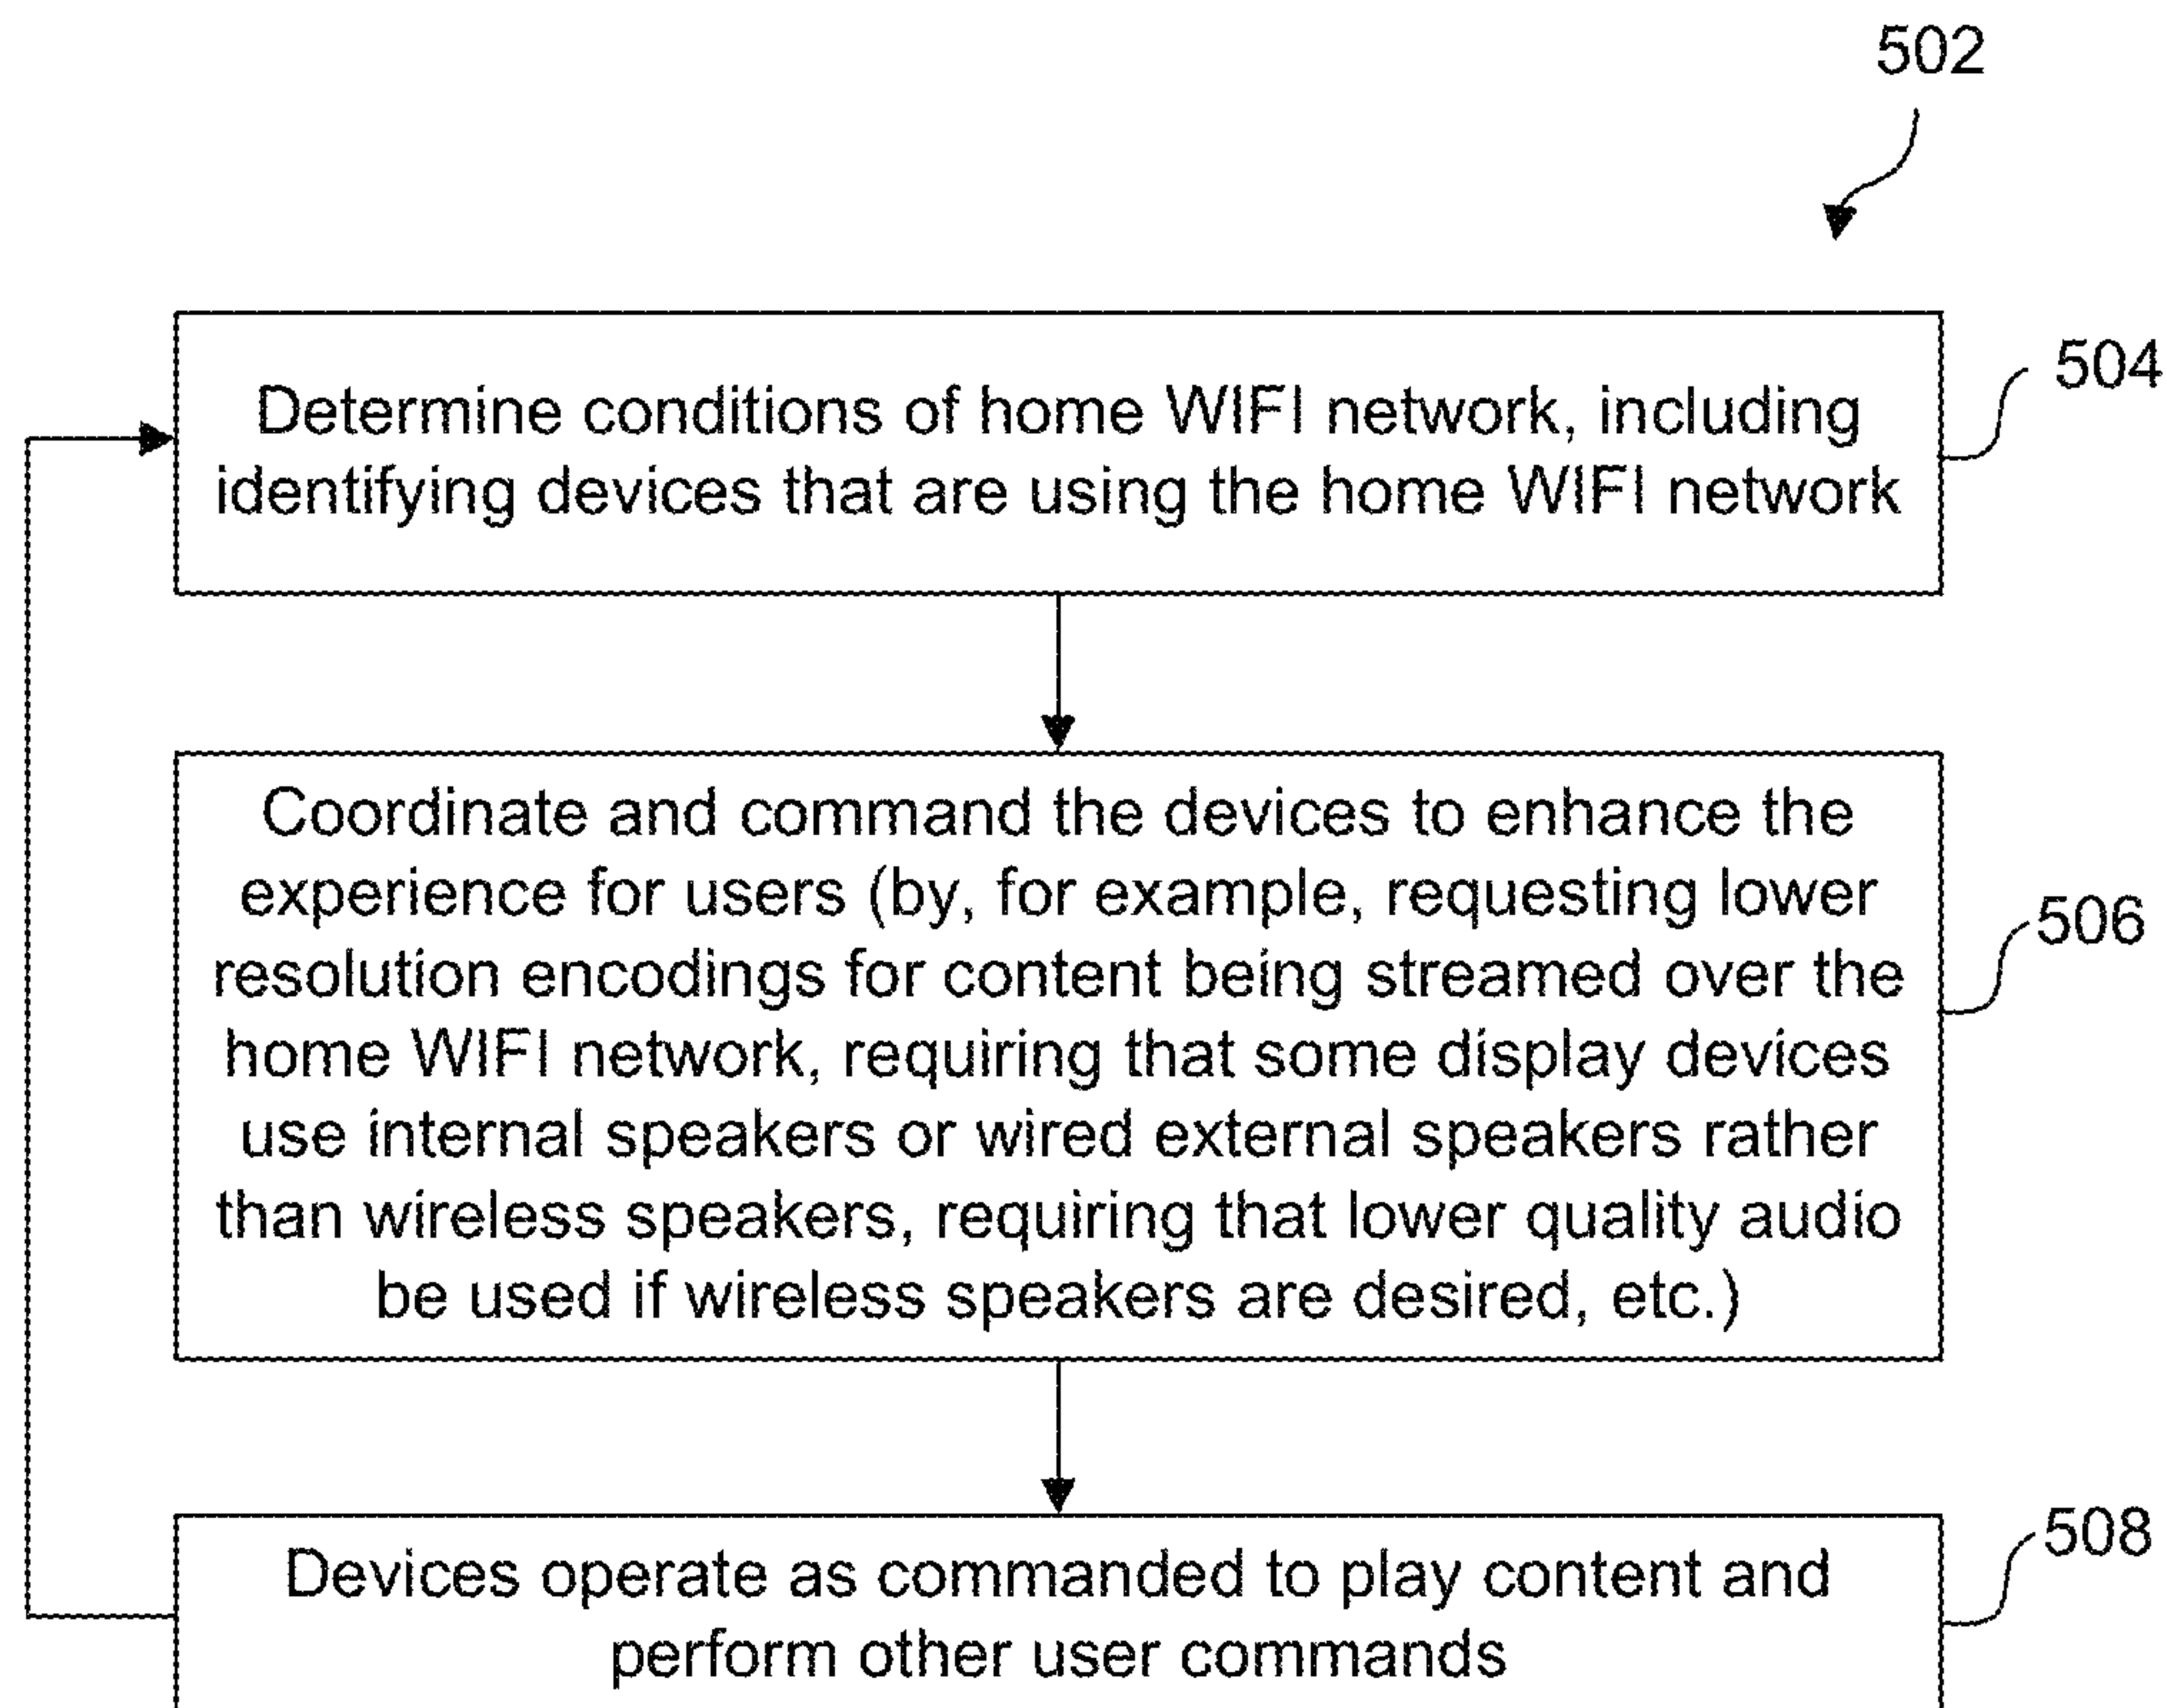 502
Determine conditions of home WIFI network, including
504
identifying devices that are using the home WIFI network
Coordinate and command the devices to enhance the
experience for users (by, for example, requesting lower
506
resolution encodings for content being streamed over the
home WIFI network, requiring that some display devices
use internal speakers or wired external speakers rather
than wireless speakers, requiring that lower quality audio
be used if wireless speakers are desired, etc.)
508
Devices operate as commanded to play content and
perform other user commands